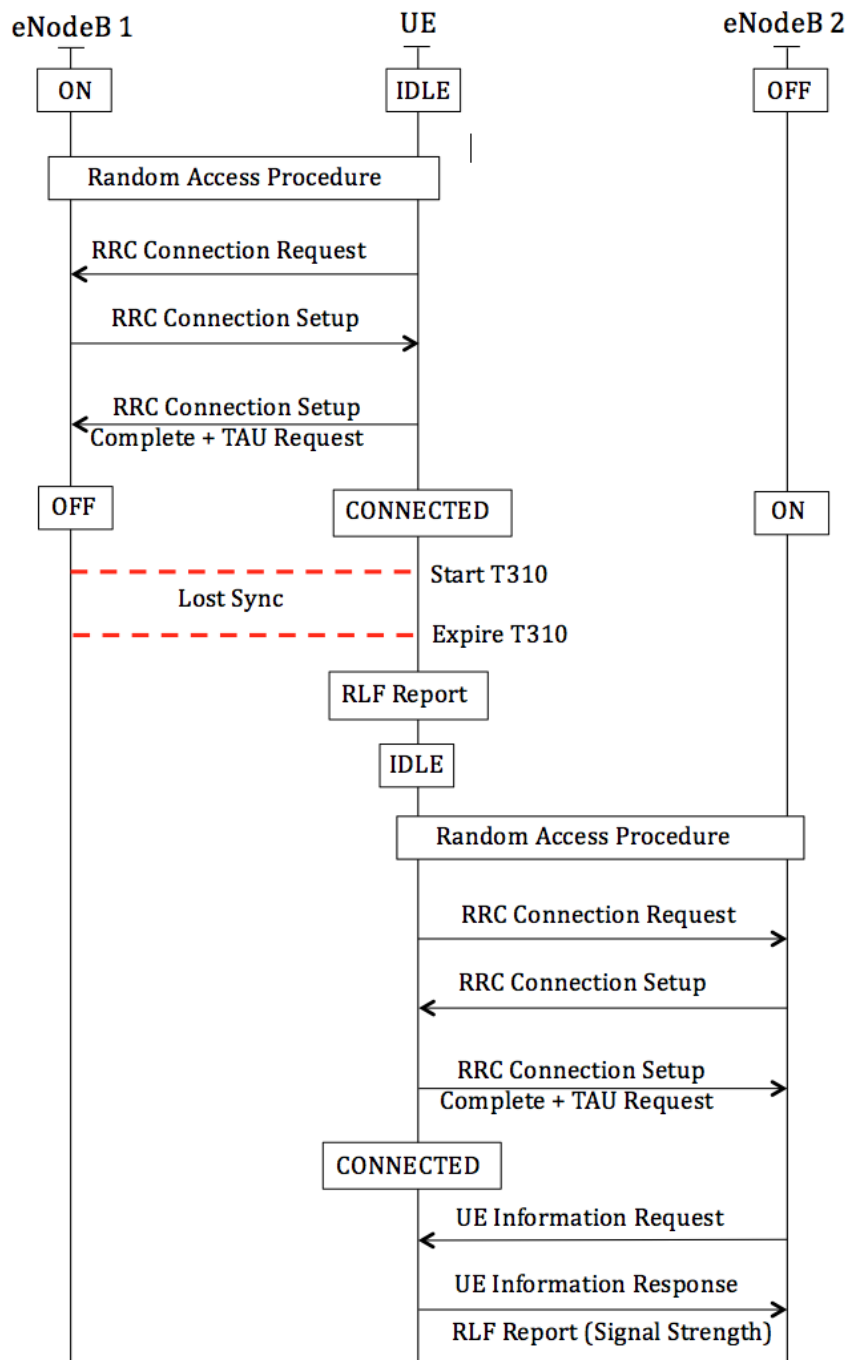 eNodeB 1
UE
eNodeB 2
ON
IDLE
OFF
Random Access Procedure
RRC Connection Request
RRC Connection Setup
RRC Connection Setup
Complete + TAU Request
OFF
CONNECTED
ON
Start T310
Lost Sync
Expire T310
RLF Report
IDLE
Random Access Procedure
RRC Connection Request
RRC Connection Setup
RRC Connection Setup
Complete + TAU Request
CONNECTED
UE Information Request
UE Information Response
RLF Report (Signal Strength)